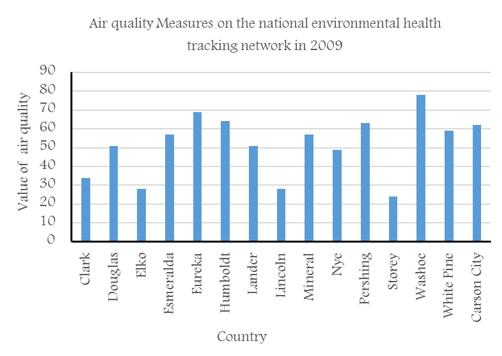 Air quality Measures on the national environmental health
tracking network in 2009
Value of air quality
90
80
70
60
50
40
30
20
10
0
Clark
Douglas
Elko
Esmeralda
Eureka
Humboldt
Lander
Lincoln
Mineral
Nye
Pershing
Storey
Washoe
White Pine
Carson City
Country